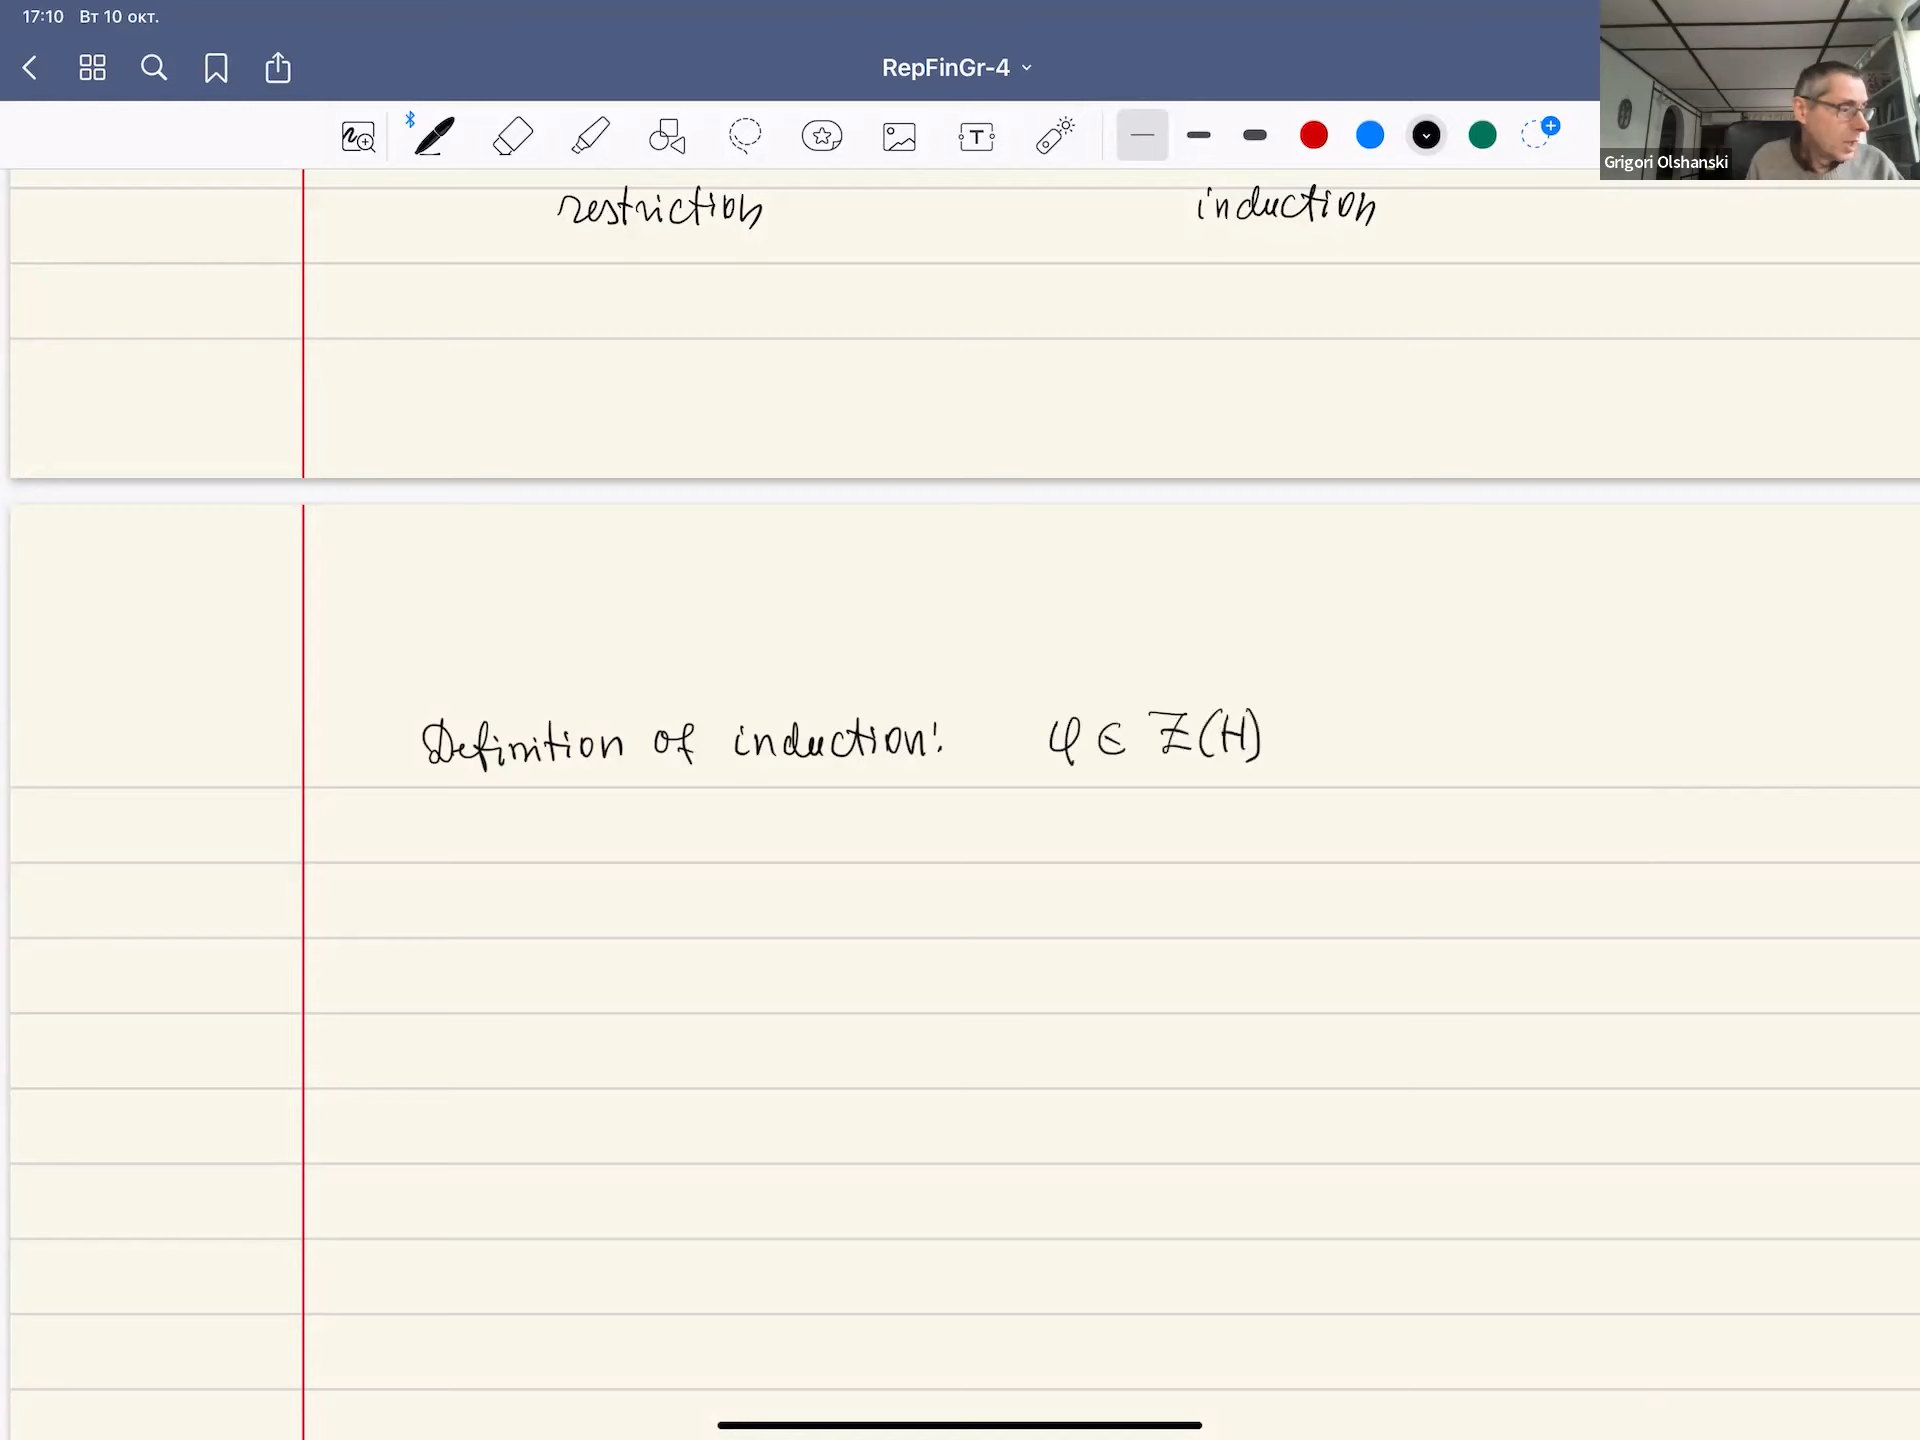 17:10 Вт 10 окт.
RepFinGr-4
Grigori Olshanski
restriction induction
Definition of induction: φ ∈ Z(H)